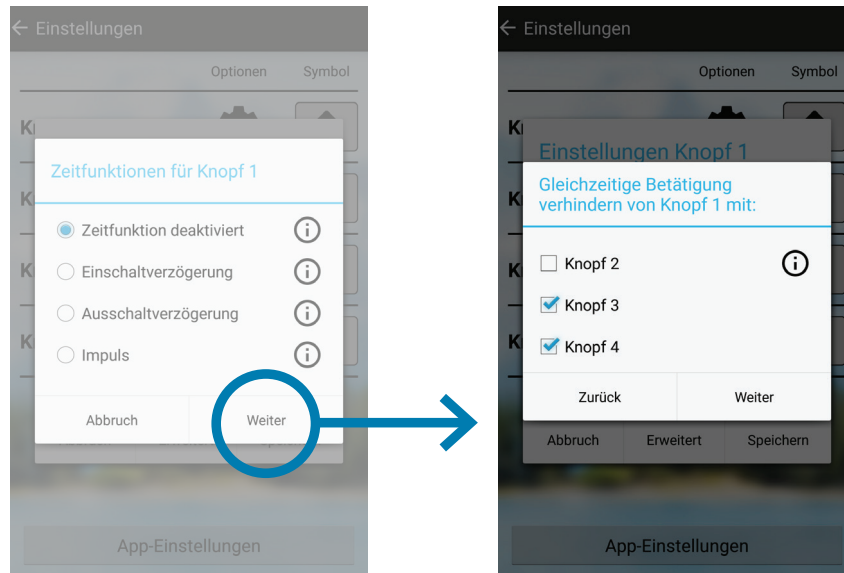 Einstellungen
Optionen Symbol
Zeitfunktionen für Knopf 1
Zeitfunktion deaktiviert
Einschaltverzögerung
Ausschaltverzögerung
Impuls
Abbruch Weiter
App-Einstellungen
Einstellungen
Optionen Symbol
Einstellungen Knopf 1
Gleichzeitige Betätigung
verhindern von Knopf 1 mit:
Knopf 2
Knopf 3
Knopf 4
Zurück Weiter
Abbruch Erweitert Speichern
App-Einstellungen